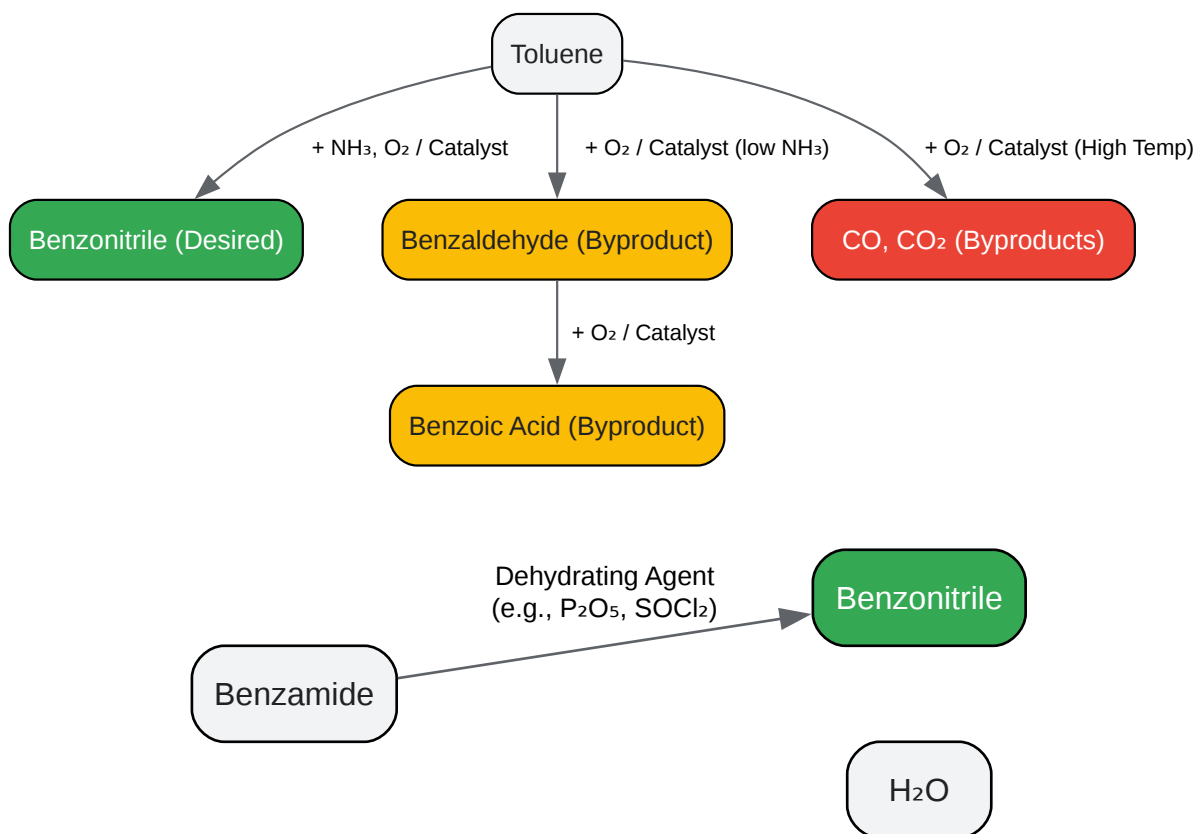 Toluene
+ NH₃, O₂ / Catalyst
+ O₂ / Catalyst (low NH₃)
+ O₂ / Catalyst (High Temp)
Benzonitrile (Desired)
Benzaldehyde (Byproduct)
CO, CO₂ (Byproducts)
+ O₂ / Catalyst
Benzoic Acid (Byproduct)
Dehydrating Agent
(e.g., P₂O₅, SOCl₂)
Benzonitrile
Benzamide
H₂O